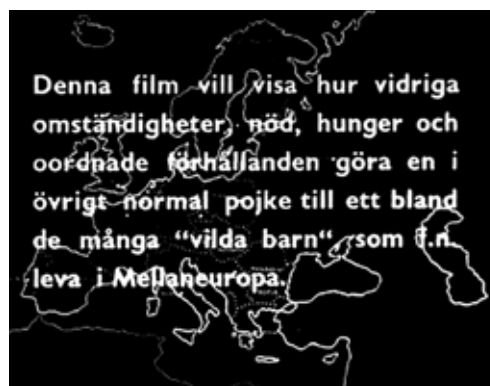 Denna film vill visa hur vidriga
omständigheter, nöd, hunger och
oordnade förhållanden göra en i
övrigt normal pojke till ett bland
de många “vilda barn“, som f.n.
leva i Mellaneuropa.